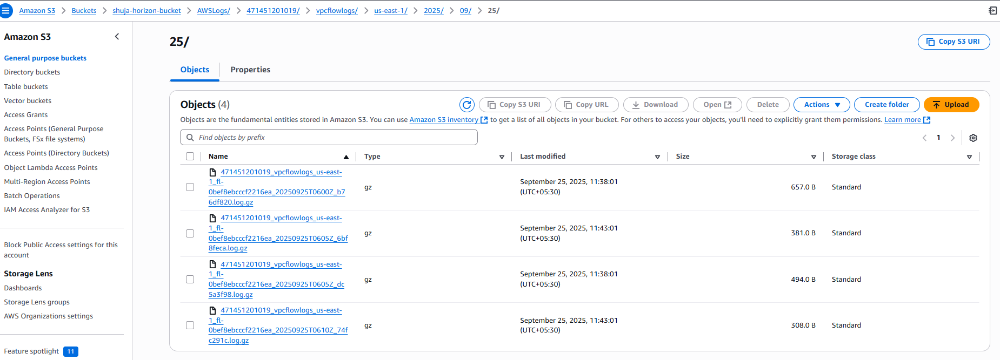 Amazon S3 > Buckets > shuja-horizon-bucket > AWSLogs/ > 471451201019/ > vpcflowlogs/ > us-east-1/ > 2025/ > 09/ > 25/
Amazon S3
General purpose buckets
Directory buckets
Table buckets
Vector buckets
Access Grants
Access Points (General Purpose
Buckets, FSx file systems)
Access Points (Directory Buckets)
Object Lambda Access Points
Multi-Region Access Points
Batch Operations
IAM Access Analyzer for S3
Block Public Access settings for this
account
Storage Lens
Dashboards
Storage Lens groups
AWS Organizations settings
Feature spotlight 11
25/
Copy S3 URI
Objects Properties
Objects (4)
Copy S3 URI Copy URL Download Open Delete Actions Create folder Upload
Objects are the fundamental entities stored in Amazon S3. You can use Amazon S3 inventory to get a list of all objects in your bucket. For others to access your objects, you'll need to explicitly grant them permissions. Learn more
Find objects by prefix
1
Name Type Last modified Size Storage class
471451201019_vpcflowlogs_us-east-
1_fl-
0bef8ebcccf2216ea_20250925T0600Z_b7
6df820.log.gz
gz
September 25, 2025, 11:38:01
(UTC+05:30)
657.0 B
Standard
471451201019_vpcflowlogs_us-east-
1_fl-
0bef8ebcccf2216ea_20250925T0605Z_6bf
8feca.log.gz
gz
September 25, 2025, 11:43:01
(UTC+05:30)
381.0 B
Standard
471451201019_vpcflowlogs_us-east-
1_fl-
0bef8ebcccf2216ea_20250925T0605Z_dc
5a3f98.log.gz
gz
September 25, 2025, 11:38:01
(UTC+05:30)
494.0 B
Standard
471451201019_vpcflowlogs_us-east-
1_fl-
0bef8ebcccf2216ea_20250925T0610Z_74f
c291c.log.gz
gz
September 25, 2025, 11:43:01
(UTC+05:30)
308.0 B
Standard